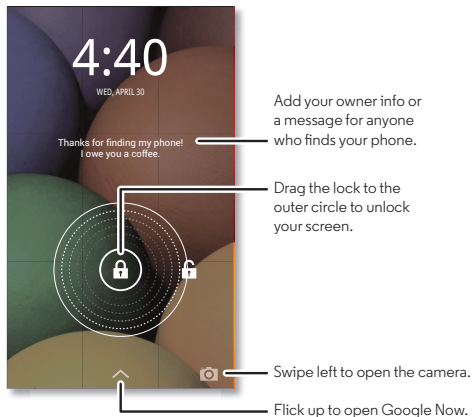 4:40
WED, APRIL 30
Thanks for finding my phone!
I owe you a coffee.
Add your owner info or
a message for anyone
who finds your phone.
Drag the lock to the
outer circle to unlock
your screen.
Swipe left to open the camera.
Flick up to open Google Now.